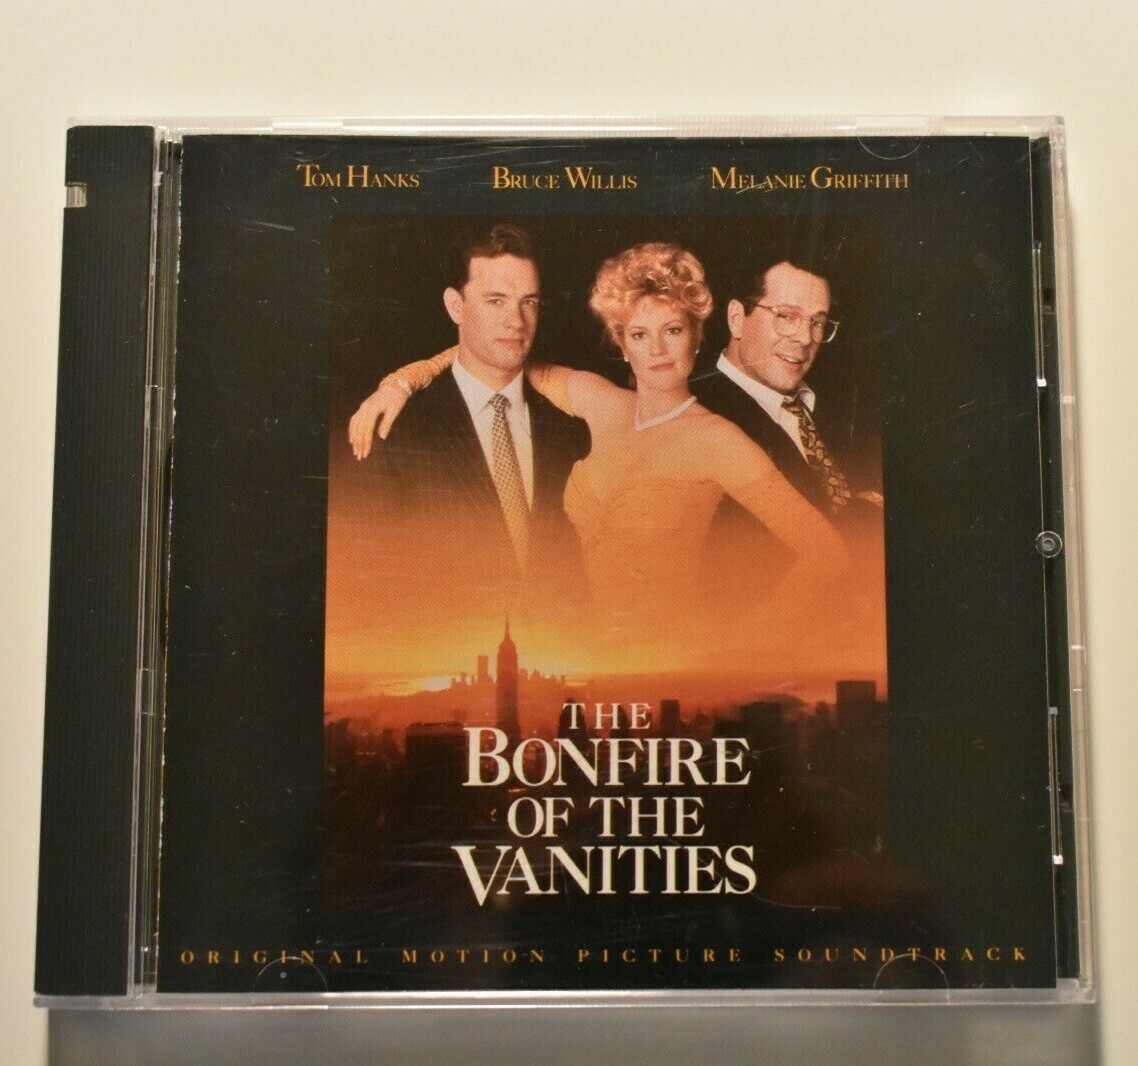 TOM HANKS BRUCE WILLIS MELANIE GRIFFITH
THE
BONFIRE
OF THE
VANITIES
ORIGINAL MOTION PICTURE SOUNDTRACK